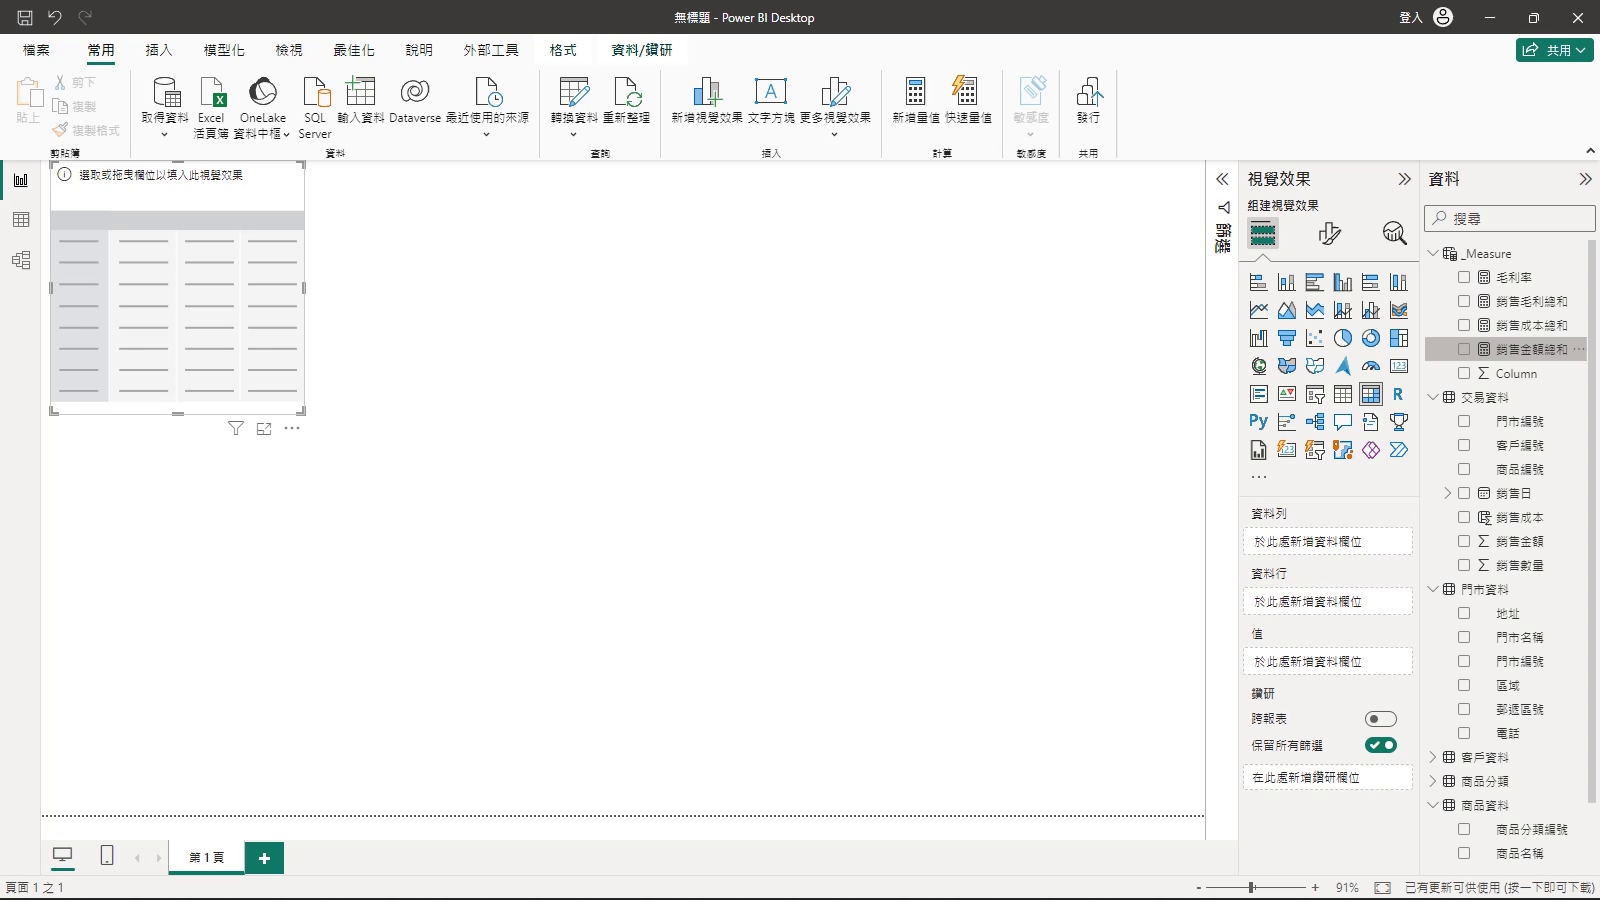 無標題 - Power BI Desktop
登入
檔案 常用 插入 模型化 檢視 最佳化 說明 外部工具 格式 資料/鑽研
共用
貼上
剪下
複製
複製格式
剪貼簿
取得資料
Excel 活頁簿
OneLake 資料中樞
SQL Server
輸入資料
Dataverse
最近使用的來源
資料
轉換資料
重新整理
查詢
新增視覺效果
文字方塊
更多視覺效果
插入
新增量值
快速量值
計算
敏感度
敏感度
發行
共用
選取或拖曳欄位以填入此視覺效果
篩選
視覺效果
組建視覺效果
資料列
於此處新增資料欄位
資料行
於此處新增資料欄位
值
於此處新增資料欄位
鑽研
跨報表
保留所有篩選
在此處新增鑽研欄位
資料
搜尋
_Measure
毛利率
銷售毛利總和
銷售成本總和
銷售金額總和
Column
交易資料
門市編號
客戶編號
商品編號
銷售日
銷售成本
銷售金額
銷售數量
門市資料
地址
門市名稱
門市編號
區域
郵遞區號
電話
客戶資料
商品分類
商品資料
商品分類編號
商品名稱
第 1 頁
頁面 1 之 1
91%
已有更新可供使用 (按一下即可下載)